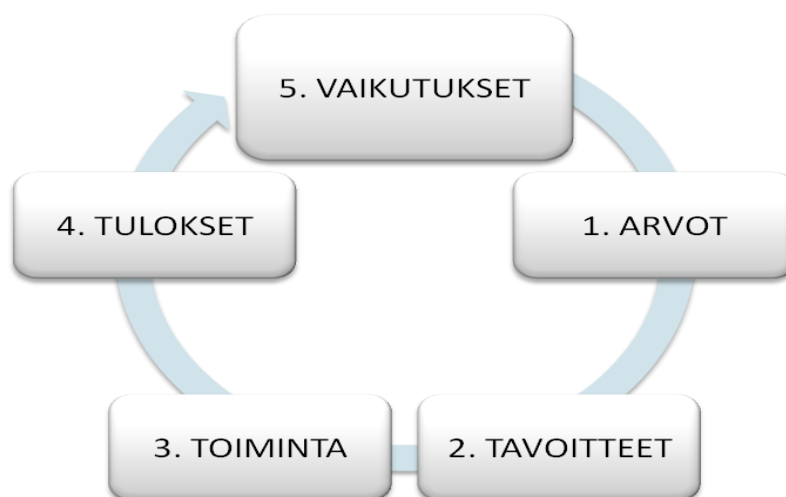 5. VAIKUTUKSET
1. ARVOT
2. TAVOITTEET
3. TOIMINTA
4. TULOKSET